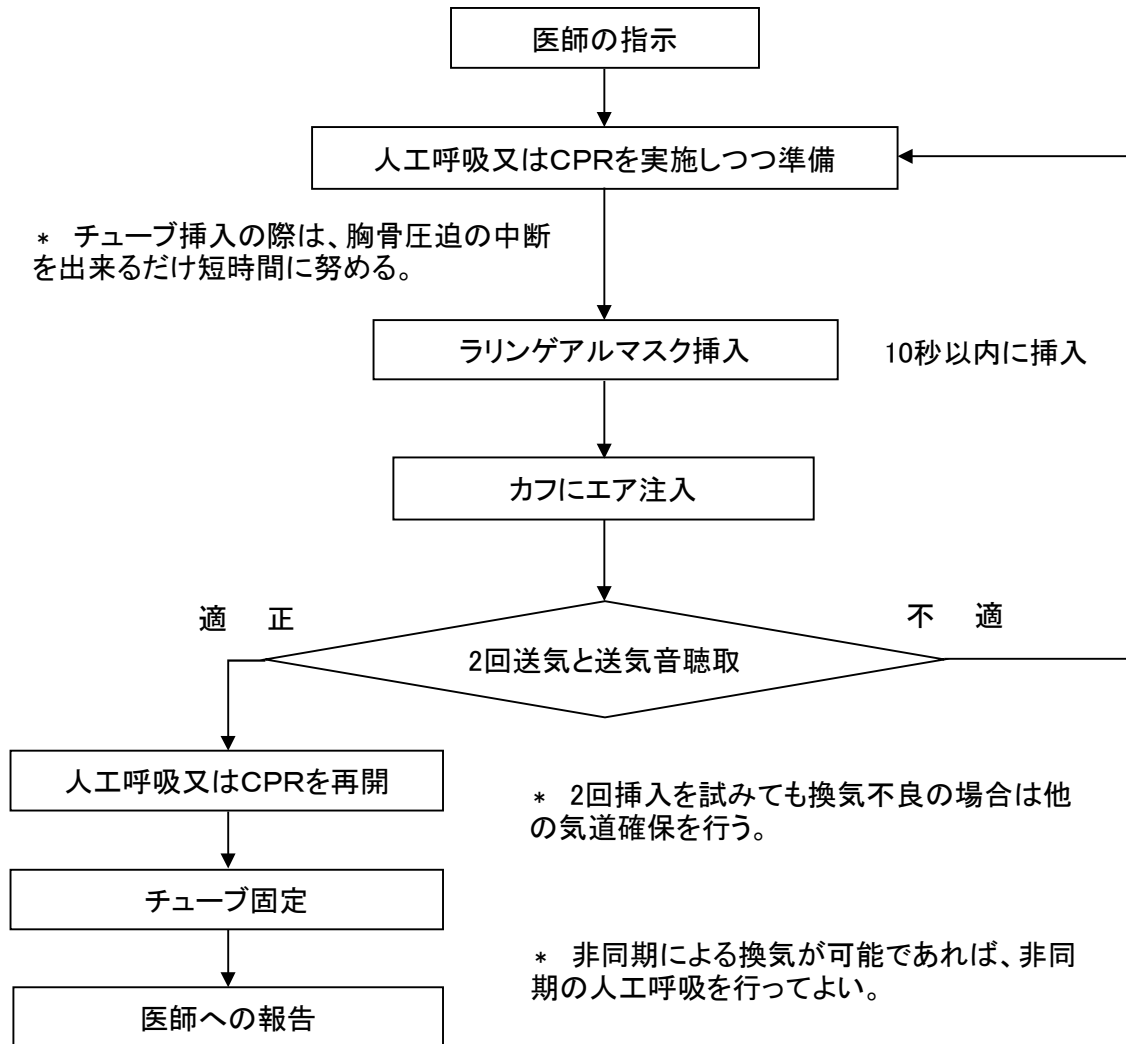 医師の指示
人工呼吸又はCPRを実施しつつ準備
* チューブ挿入の際は、胸骨圧迫の中断
を出来るだけ短時間に努める。
ラリンゲアルマスク挿入
10秒以内に挿入
カフにエア注入
適 正
不 適
2回送気と送気音聴取
人工呼吸又はCPRを再開
* 2回挿入を試みても換気不良の場合は他
の気道確保を行う。
チューブ固定
* 非同期による換気が可能であれば、非同
期の人工呼吸を行ってよい。
医師への報告